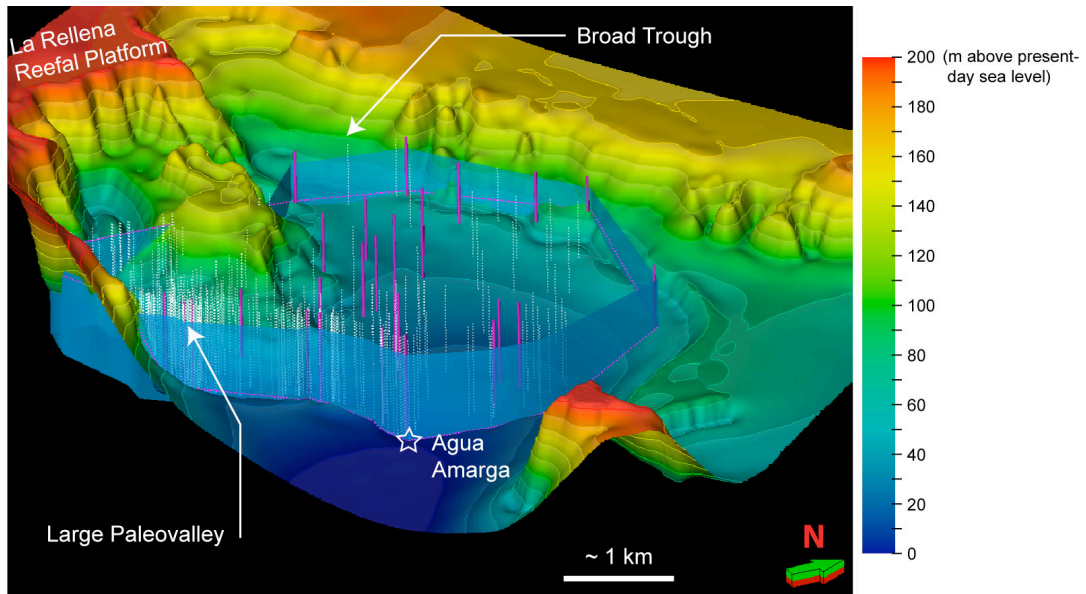 La Rellena
Reefal Platform
Broad Trough
Agua
Amarga
Large Paleovalley
~ 1 km
N
200 (m above present-
day sea level)
180
160
140
120
100
80
60
40
20
0